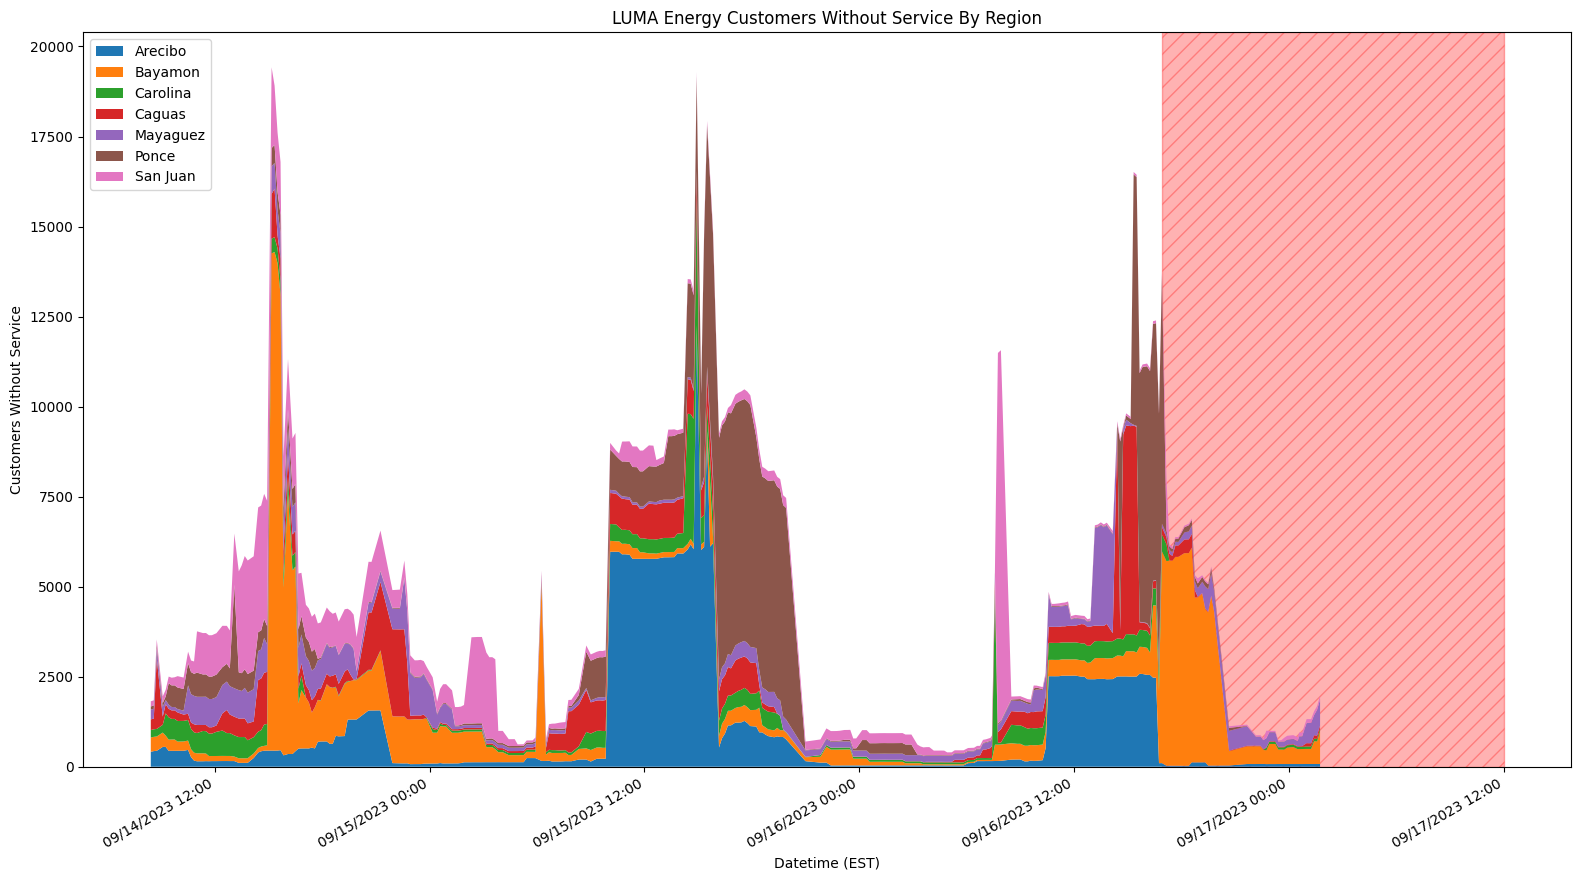 LUMA Energy Customers Without Service By Region
20000
17500
15000
12500
10000
7500
5000
2500
0
Customers Without Service
Arecibo
Bayamon
Carolina
Caguas
Mayaguez
Ponce
San Juan
09/14/2023 12:00
09/15/2023 00:00
09/15/2023 12:00
09/16/2023 00:00
09/16/2023 12:00
09/17/2023 00:00
09/17/2023 12:00
Datetime (EST)